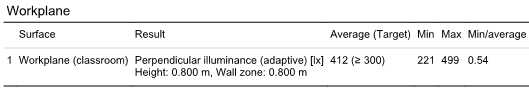 Workplane
Surface Result Average (Target) Min Max Min/average
1 Workplane (classroom) Perpendicular illuminance (adaptive) [lx] 412 (≥ 300) 221 499 0.54
Height: 0.800 m, Wall zone: 0.800 m